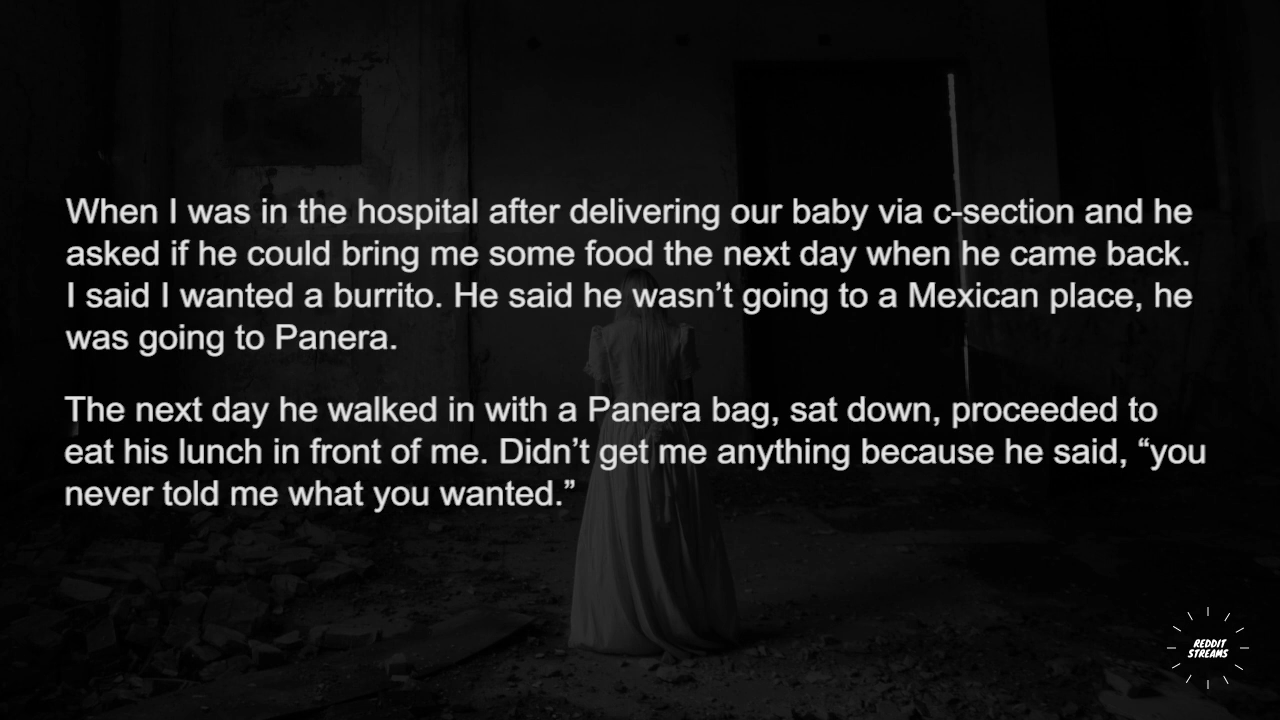 When I was in the hospital after delivering our baby via c-section and he
asked if he could bring me some food the next day when he came back.
I said I wanted a burrito. He said he wasn’t going to a Mexican place, he
was going to Panera.
The next day he walked in with a Panera bag, sat down, proceeded to
eat his lunch in front of me. Didn’t get me anything because he said, “you
never told me what you wanted.”
REDDIT
STREAMS